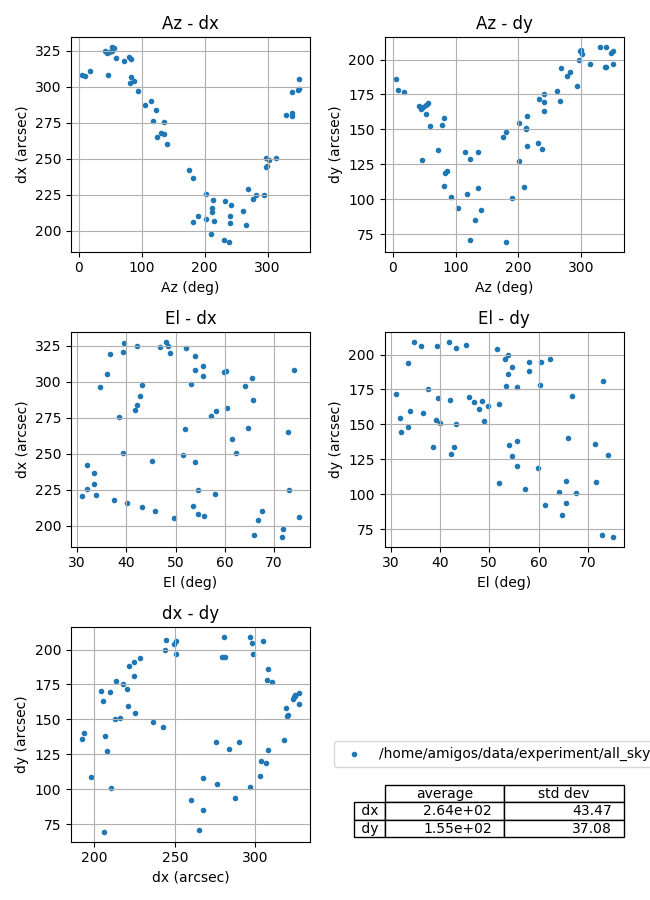 Az - dx
dx (arcsec)
325
300
275
250
225
200
0
100
200
300
Az (deg)
Az - dy
dy (arcsec)
200
175
150
125
100
75
0
100
200
300
Az (deg)
El - dx
dx (arcsec)
325
300
275
250
225
200
30
40
50
60
70
El (deg)
El - dy
dy (arcsec)
200
175
150
125
100
75
30
40
50
60
70
El (deg)
dx - dy
dy (arcsec)
200
175
150
125
100
75
200
250
300
dx (arcsec)
/home/amigos/data/experiment/all_sky
average std dev
dx 2.64e+02 43.47
dy 1.55e+02 37.08